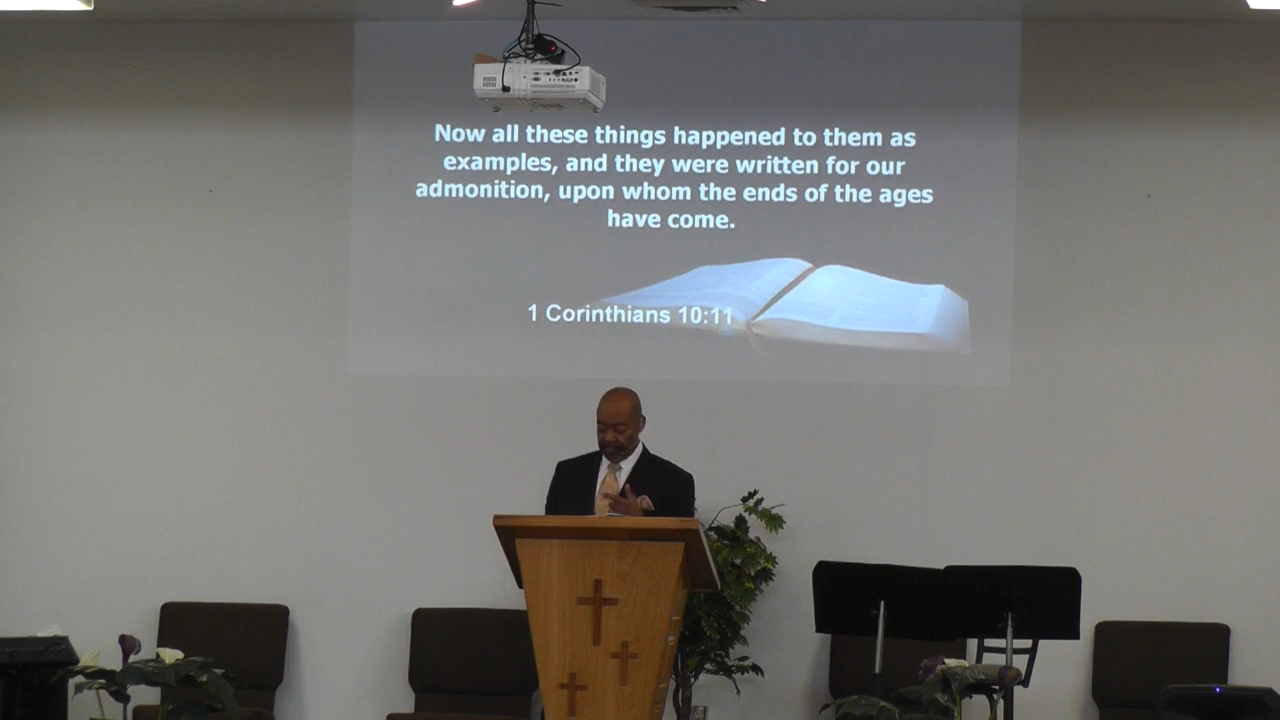 Now all these things happened to them as
examples, and they were written for our
admonition, upon whom the ends of the ages
have come.
1 Corinthians 10:11